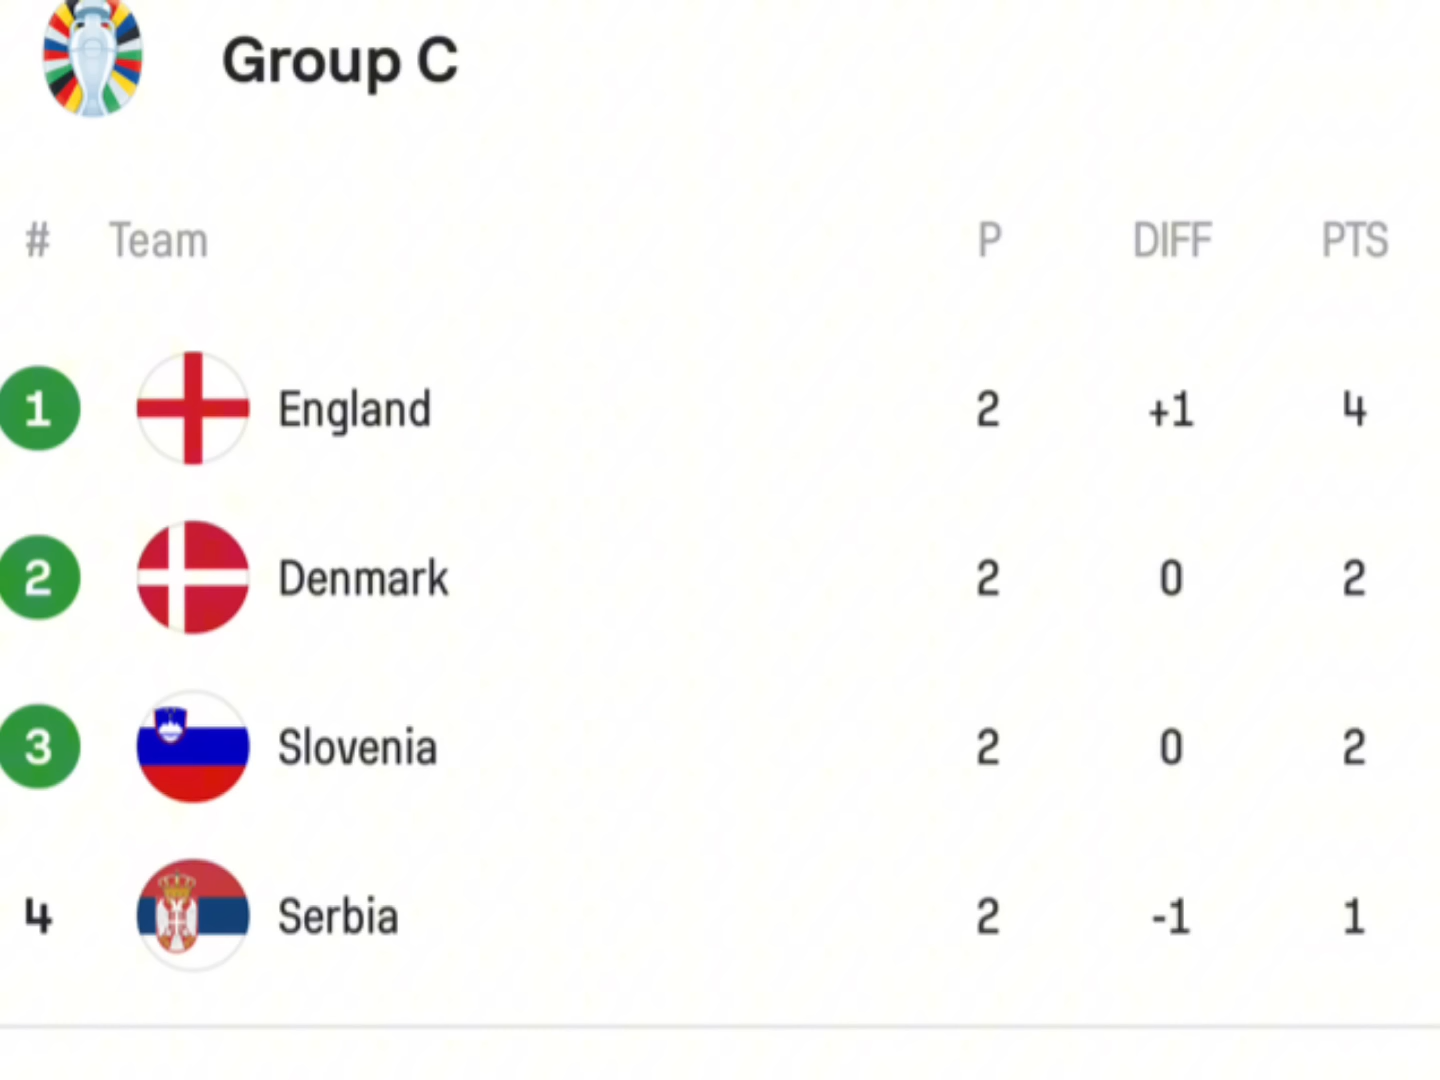 Group C
# Team P DIFF PTS
1 England 2 +1 4
2 Denmark 2 0 2
3 Slovenia 2 0 2
4 Serbia 2 -1 1